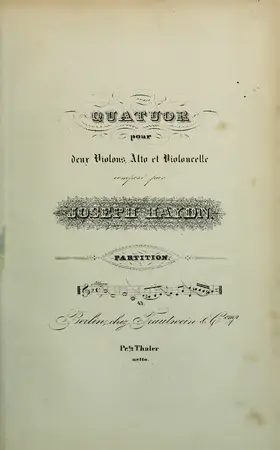 QUATUOR
pour
deux Violons, Alto et Violoncelle
composé par
JOSEPH HAYDN.
PARTITION.
Berlin, chez Trautwein & Comp
Pr. ½ Thaler
netto.